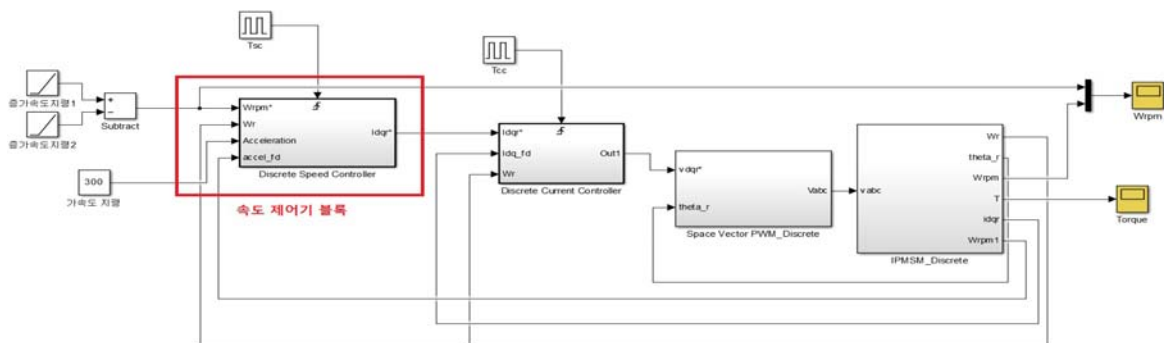 Tsc
Tcc
증가속도지령1
증가속도지령2
+
−
Subtract
300
가속도 지령
Wrpm*
Wr
Acceleration
accel_fd
Idqr*
Discrete Speed Controller
속도 제어기 블록
Idqr*
Idq_fd
Wr
Out1
Discrete Current Controller
vdqr*
theta_r
Vabc
Space Vector PWM_Discrete
vabc
Wr
theta_r
Wrpm
T
idqr
Wrpm1
IPMSM_Discrete
Wrpm
Torque